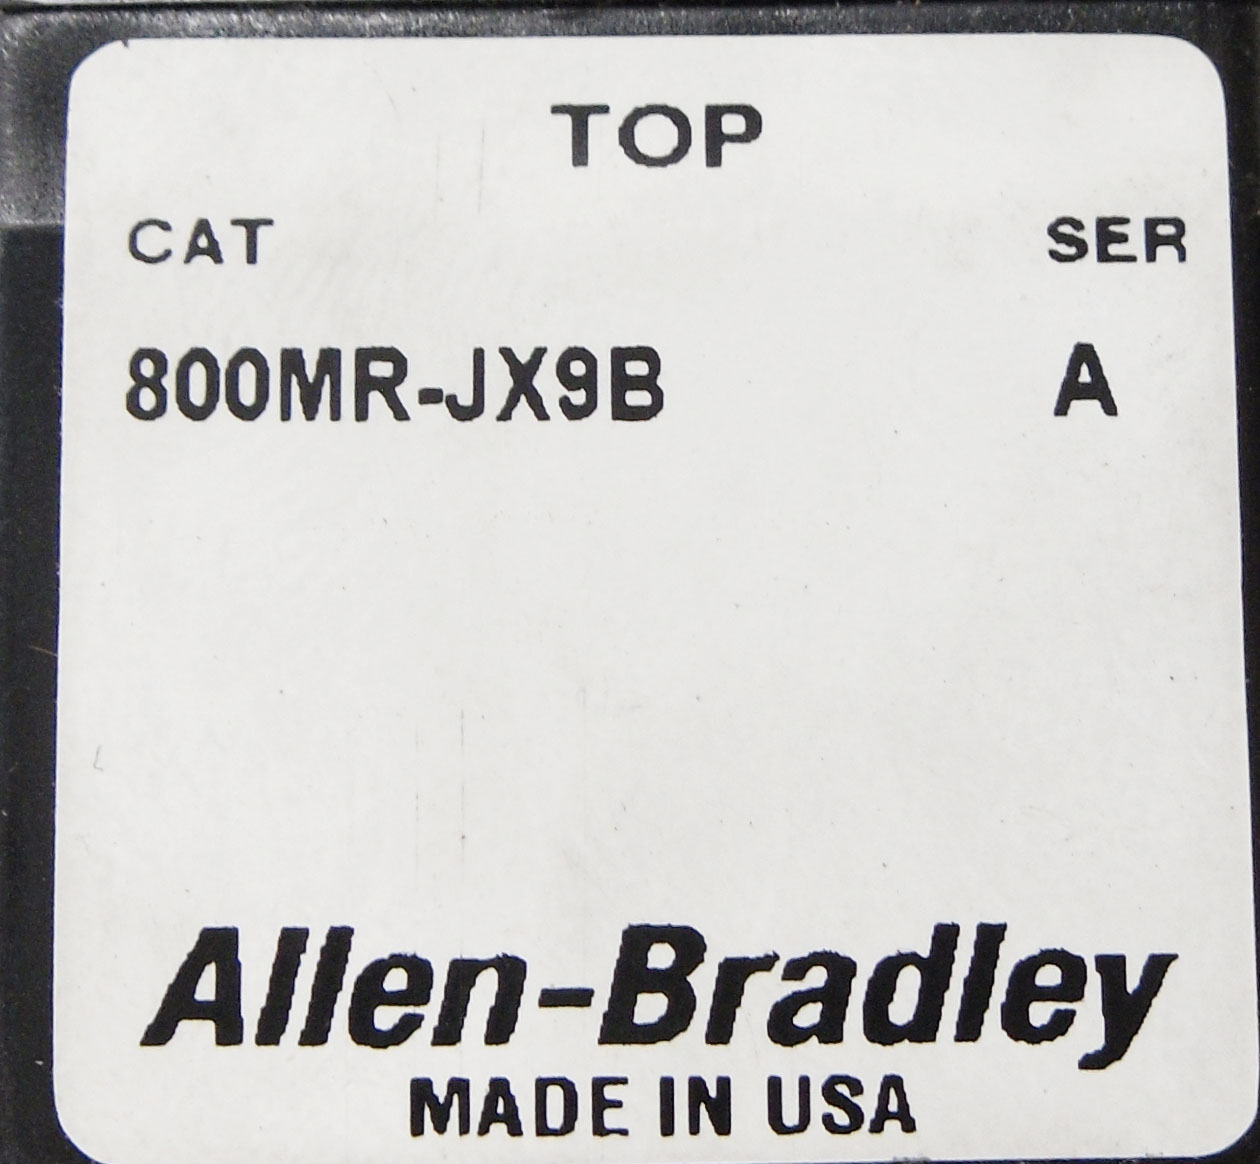 TOP
CAT SER
800MR-JX9B A
Allen-Bradley
MADE IN USA